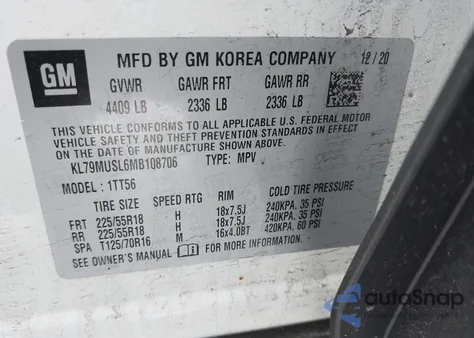 GM
MFD BY GM KOREA COMPANY 12/20
GVWR GAWR FRT GAWR RR
4409 LB 2336 LB 2336 LB
THIS VEHICLE CONFORMS TO ALL APPLICABLE U.S. FEDERAL MOTOR
VEHICLE SAFETY AND THEFT PREVENTION STANDARDS IN EFFECT ON
THE DATE OF MANUFACTURE SHOWN ABOVE.
KL79MUSL6MB108706 TYPE: MPV
MODEL: 1TT56
TIRE SIZE SPEED RTG RIM COLD TIRE PRESSURE
FRT 225/55R18 H 18x7.5J 240KPA, 35 PSI
RR 225/55R18 H 18x7.5J 240KPA, 35 PSI
SPA T125/70R16 M 16x4.0BT 420KPA, 60 PSI
SEE OWNER'S MANUAL FOR MORE INFORMATION
autoSnap